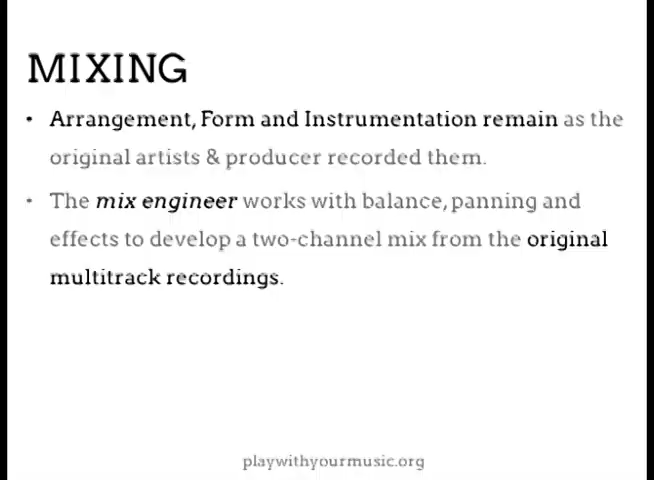 MIXING
• Arrangement, Form and Instrumentation remain as the
original artists & producer recorded them.
• The mix engineer works with balance, panning and
effects to develop a two-channel mix from the original
multitrack recordings.
playwithyourmusic.org